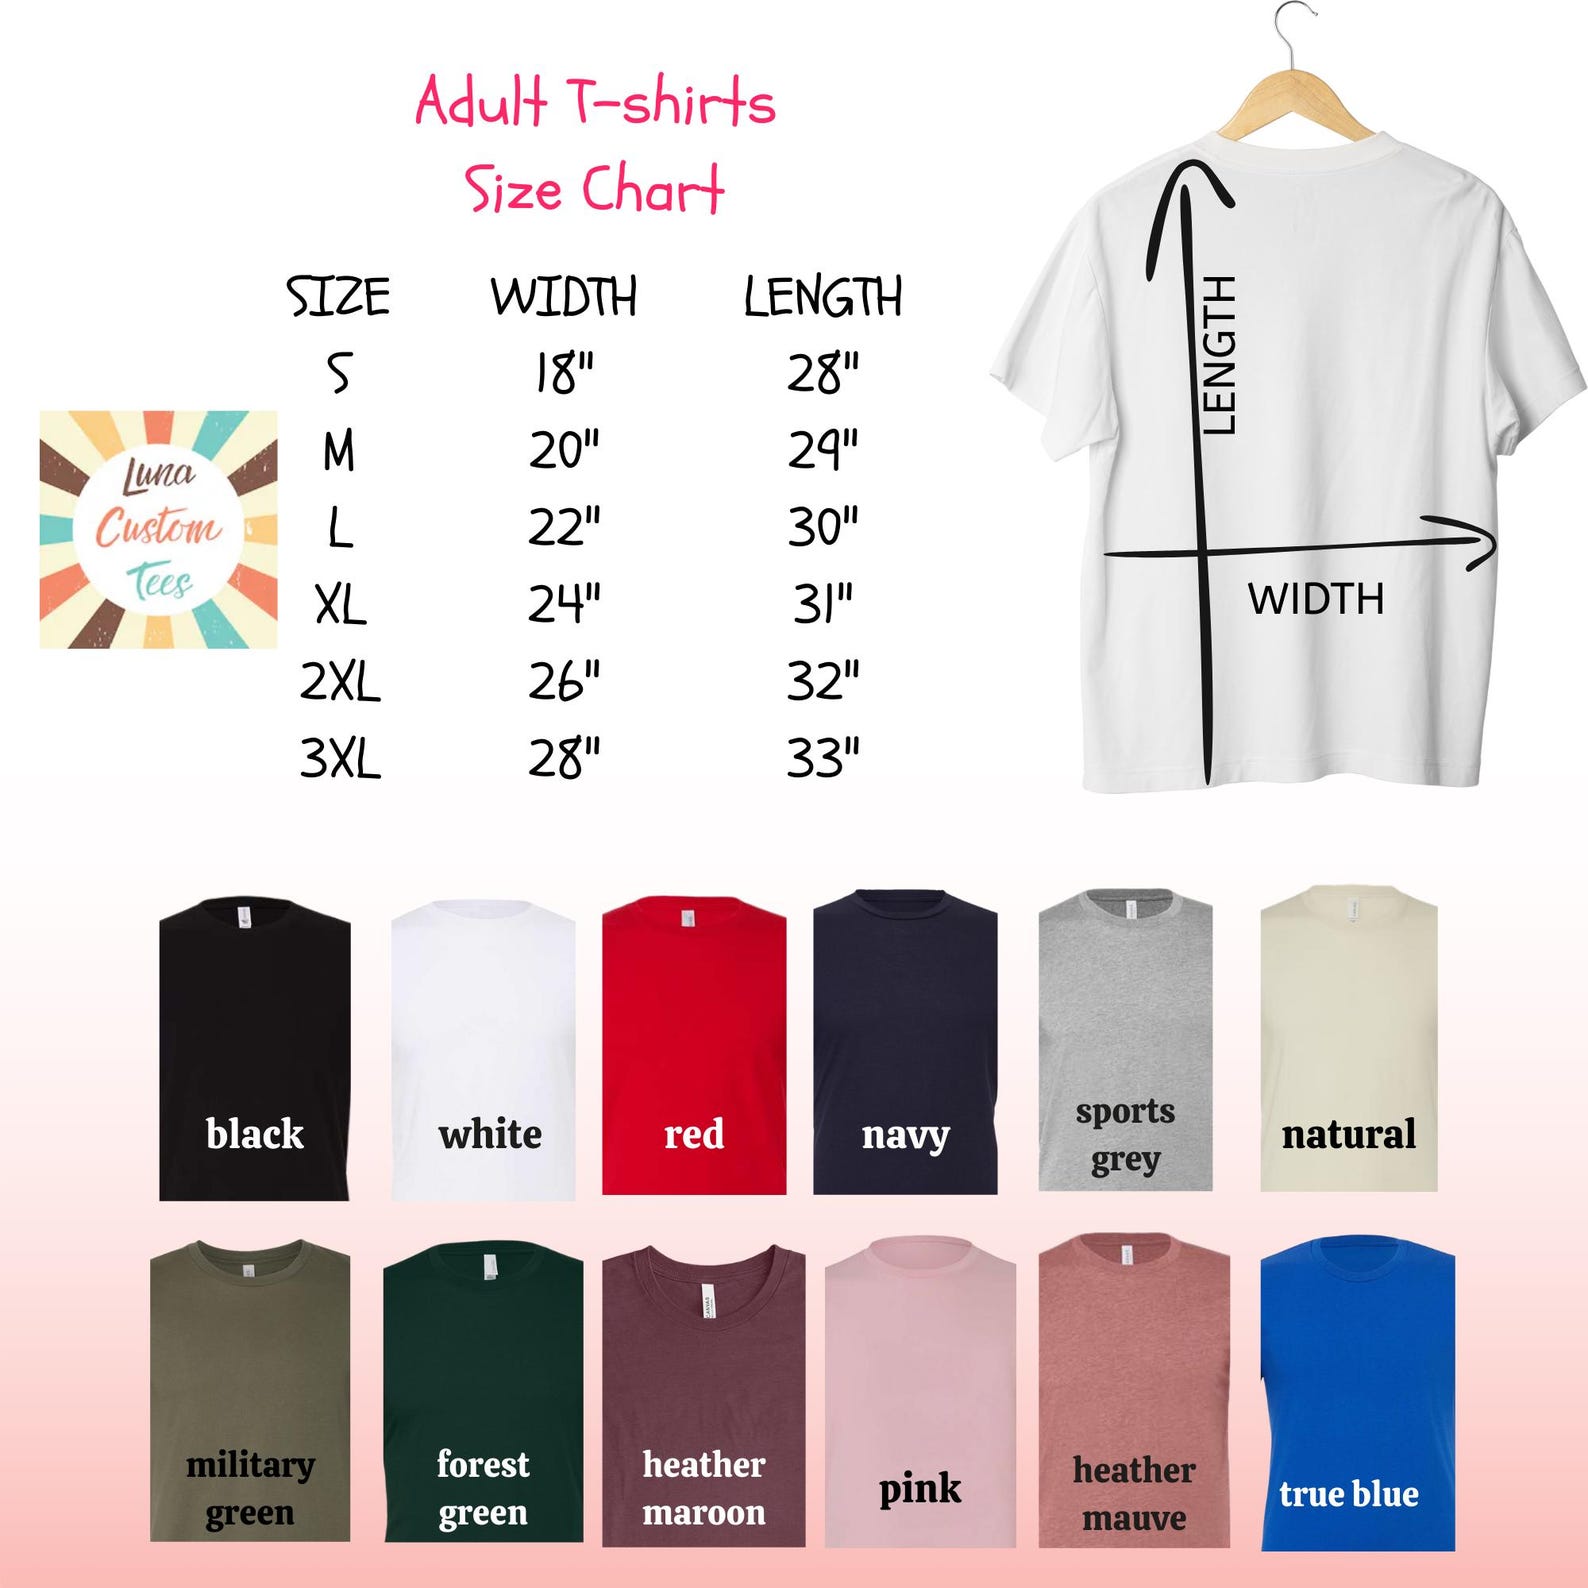 Adult T-shirts
Size Chart
SIZE WIDTH LENGTH
S 18" 28"
M 20" 29"
L 22" 30"
XL 24" 31"
2XL 26" 32"
3XL 28" 33"
Luna
Custom
Tees
LENGTH
WIDTH
black
white
red
navy
sports
grey
natural
military
green
forest
green
heather
maroon
pink
heather
mauve
true blue
CANVAS